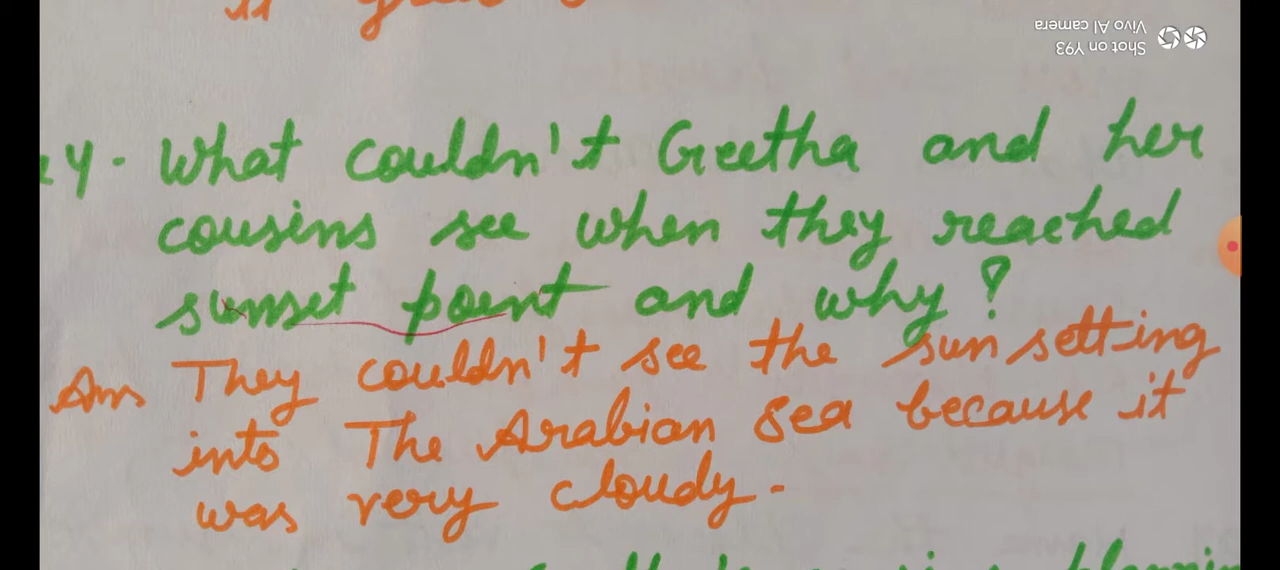 Shot on Y93
Vivo AI camera
4. What couldn't Geetha and her
cousins see when they reached
sunset point and why?
Ans They couldn't see the sun setting
into The Arabian Sea because it
was very cloudy.